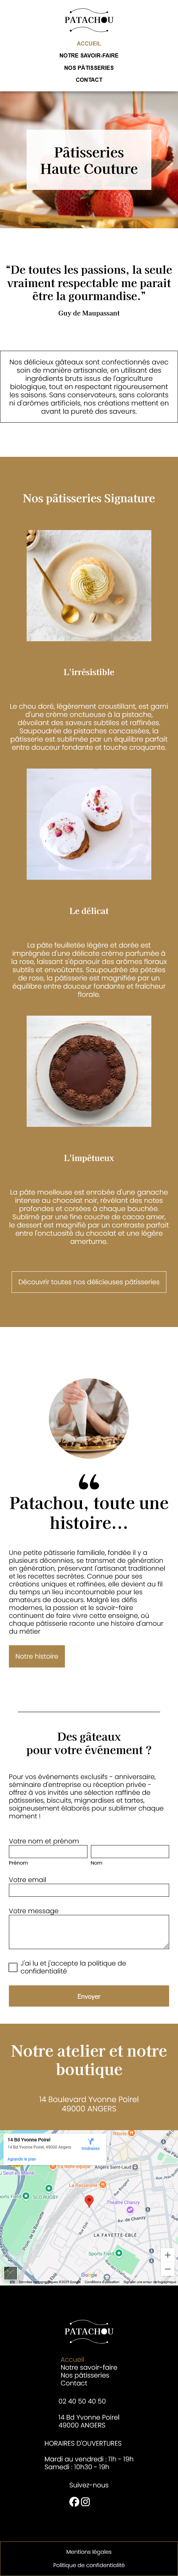 PATACHOU
ACCUEIL
NOTRE SAVOIR-FAIRE
NOS PÂTISSERIES
CONTACT
Pâtisseries
Haute Couture
“De toutes les passions, la seule
vraiment respectable me parait
être la gourmandise.”
Guy de Maupassant
Nos délicieux gâteaux sont confectionnés avec
soin de manière artisanale, en utilisant des
ingrédients bruts issus de l'agriculture
biologique, tout en respectant rigoureusement
les saisons. Sans conservateurs, sans colorants
ni d'arômes artificiels, nos créations mettent en
avant la pureté des saveurs.
Nos pâtisseries Signature
L'irrésistible
Le chou doré, légèrement croustillant, est garni
d'une crème onctueuse à la pistache,
dévoilant des saveurs subtiles et raffinées.
Saupoudrée de pistaches concassées, la
pâtisserie est sublimée par un équilibre parfait
entre douceur fondante et touche croquante.
Le délicat
La pâte feuilletée légère et dorée est
imprégnée d'une délicate crème parfumée à
la rose, laissant s'épanouir des arômes floraux
subtils et envoûtants. Saupoudrée de pétales
de rose, la pâtisserie est magnifiée par un
équilibre entre douceur fondante et fraîcheur
florale.
L'impétueux
La pâte moelleuse est enrobée d'une ganache
intense au chocolat noir, révélant des notes
profondes et corsées à chaque bouchée.
Sublimé par une fine couche de cacao amer,
le dessert est magnifié par un contraste parfait
entre l'onctuosité du chocolat et une légère
amertume.
Découvrir toutes nos délicieuses pâtisseries
Patachou, toute une
histoire...
Une petite pâtisserie familiale, fondée il y a
plusieurs décennies, se transmet de génération
en génération, préservant l'artisanat traditionnel
et les recettes secrètes. Connue pour ses
créations uniques et raffinées, elle devient au fil
du temps un lieu incontournable pour les
amateurs de douceurs. Malgré les défis
modernes, la passion et le savoir-faire
continuent de faire vivre cette enseigne, où
chaque pâtisserie raconte une histoire d'amour
du métier
Notre histoire
Des gâteaux
pour votre événement ?
Pour vos événements exclusifs - anniversaire,
séminaire d'entreprise ou réception privée -
offrez à vos invités une sélection raffinée de
pâtisseries, biscuits, mignardises et tartes,
soigneusement élaborés pour sublimer chaque
moment !
Votre nom et prénom
Prénom Nom
Votre email
Votre message
J'ai lu et j'accepte la politique de
confidentialité
Envoyer
Notre atelier et notre
boutique
14 Boulevard Yvonne Poirel
49000 ANGERS
14 Bd Yvonne Poirel
14 Bd Yvonne Poirel, 49000 Angers
Itinéraires
Agrandir le plan
Angers Saint-Laud
Theatre Chanzy
LA FAYETTE-EBLÉ
Google
PATACHOU
Accueil
Notre savoir-faire
Nos pâtisseries
Contact
02 40 50 40 50
14 Bd Yvonne Poirel
49000 ANGERS
HORAIRES D'OUVERTURES
Mardi au vendredi : 11h - 19h
Samedi : 10h30 - 19h
Suivez-nous
Mentions légales
Politique de confidentialité